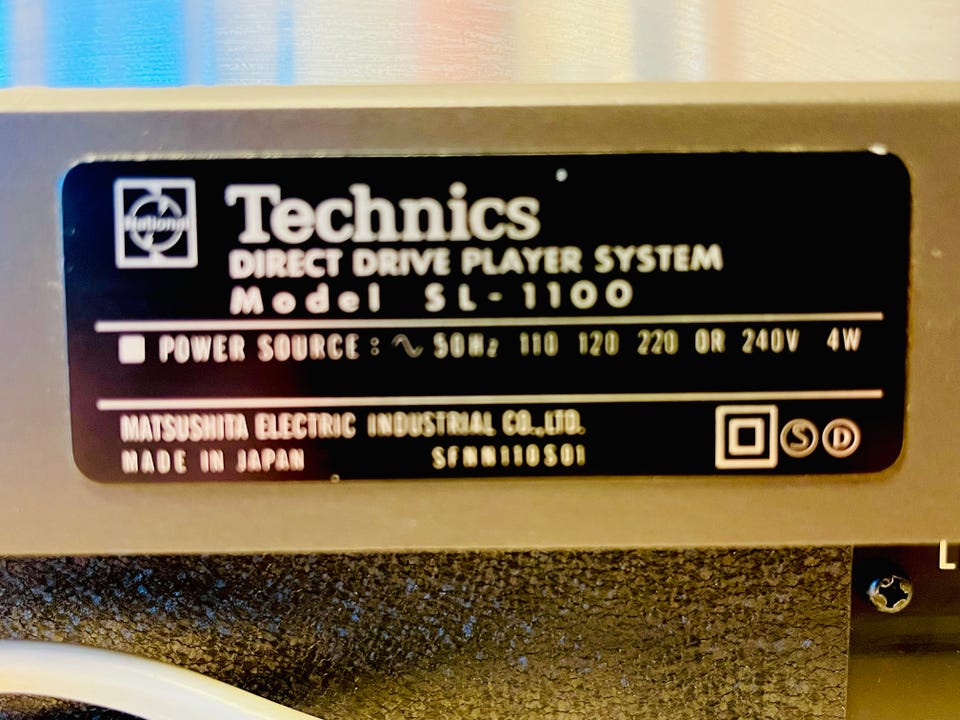 National
Technics
DIRECT DRIVE PLAYER SYSTEM
Model SL-1100
POWER SOURCE: ∿ 50Hz 110 120 220 OR 240V 4W
MATSUSHITA ELECTRIC INDUSTRIAL CO.,LTD.
MADE IN JAPAN SFNN110S01
S D
L